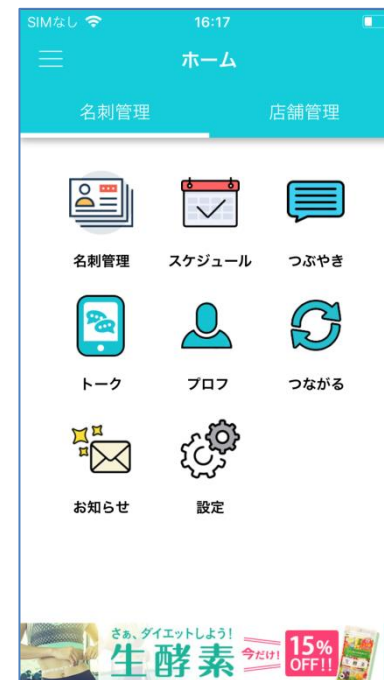 SIMなし 16:17
ホーム
名刺管理 店舗管理
名刺管理 スケジュール つぶやき
トーク プロフ つながる
お知らせ 設定
さぁ、ダイエットしよう!
生酵素 今だけ! 15% OFF!!